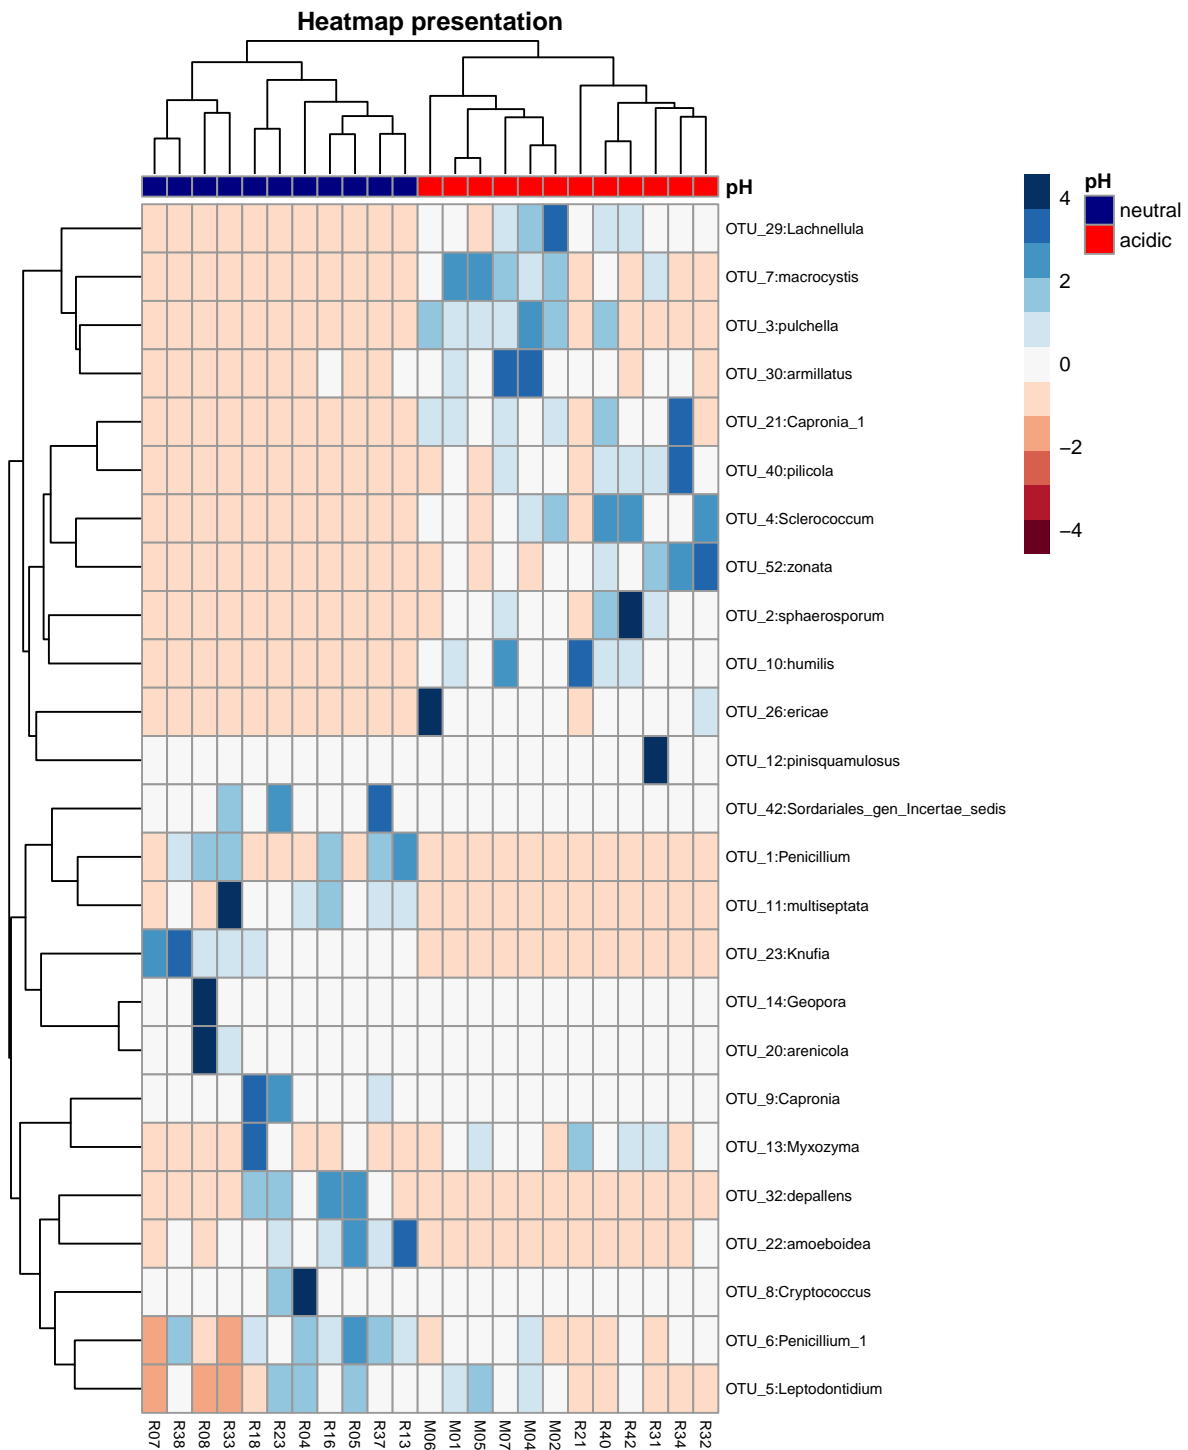 Heatmap presentation
pH
OTU_29:Lachnellula
OTU_7:macrocystis
OTU_3:pulchella
OTU_30:armillatus
OTU_21:Capronia_1
OTU_40:pilicola
OTU_4:Sclerococcum
OTU_52:zonata
OTU_2:sphaerosporum
OTU_10:humilis
OTU_26:ericae
OTU_12:pinisquamulosus
OTU_42:Sordariales_gen_Incertae_sedis
OTU_1:Penicillium
OTU_11:multiseptata
OTU_23:Knufia
OTU_14:Geopora
OTU_20:arenicola
OTU_9:Capronia
OTU_13:Myxozyma
OTU_32:depallens
OTU_22:amoeboidea
OTU_8:Cryptococcus
OTU_6:Penicillium_1
OTU_5:Leptodontidium
R07
R38
R08
R33
R18
R23
R04
R16
R05
R37
R13
M06
M01
M05
M07
M04
M02
R21
R40
R42
R31
R34
R32
4
2
0
−2
−4
pH
neutral
acidic